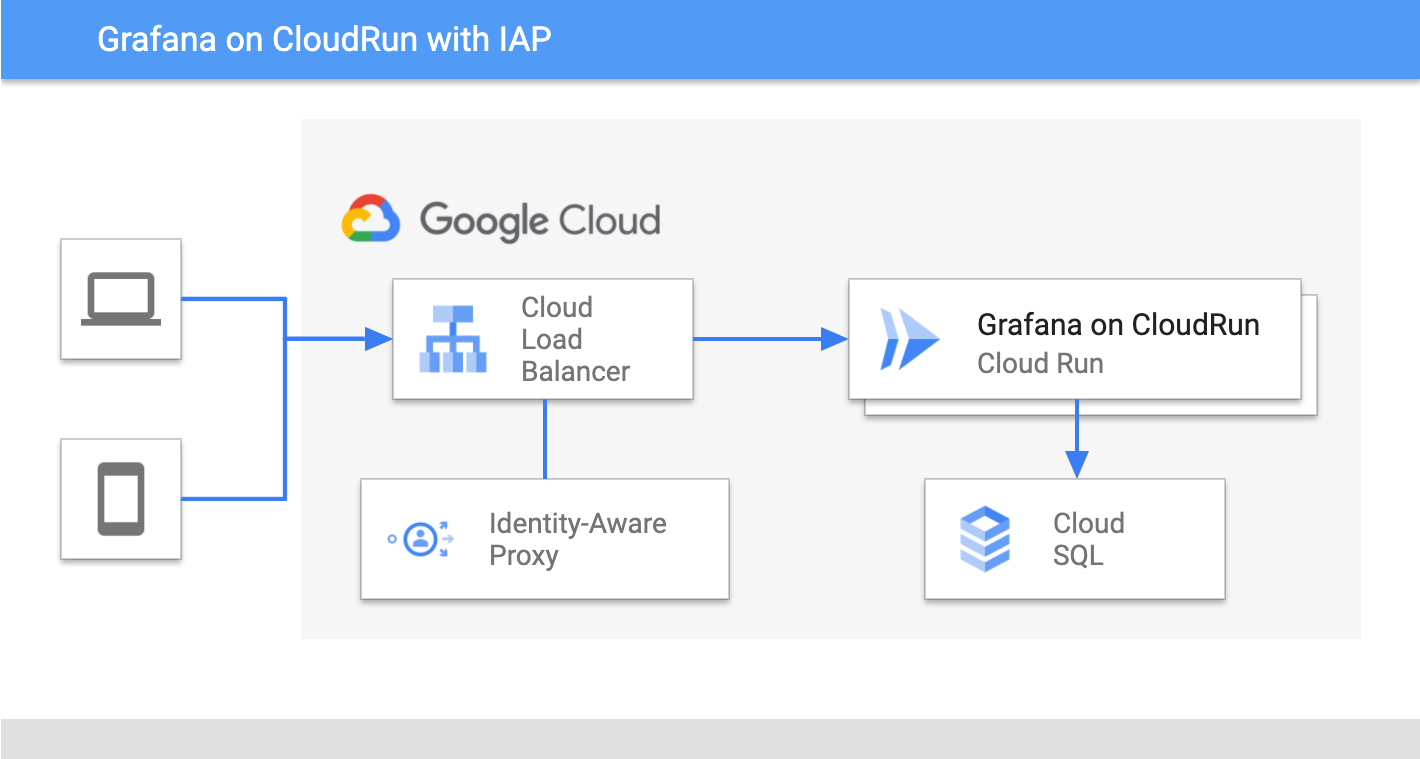 Grafana on CloudRun with IAP
Google Cloud
Cloud
Load
Balancer
Grafana on CloudRun
Cloud Run
Identity-Aware
Proxy
Cloud
SQL